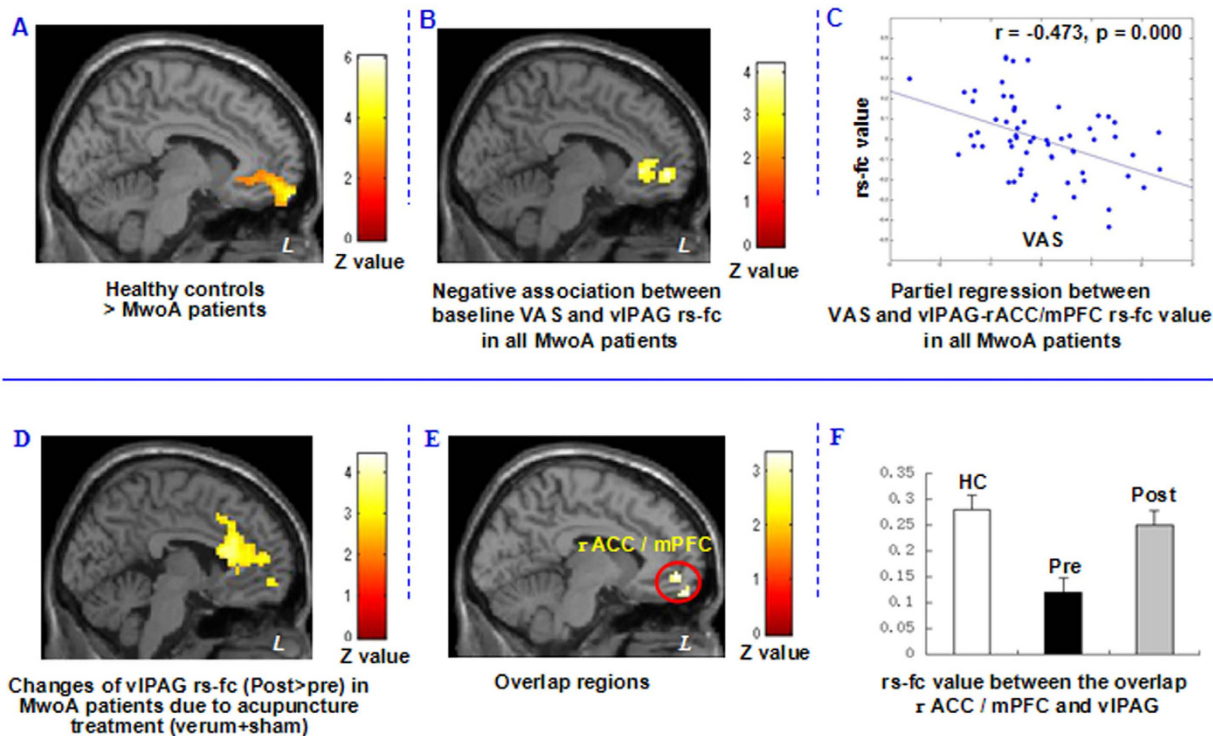 A
6
4
2
0
Z value
L
Healthy controls
> MwoA patients
B
4
3
2
1
0
Z value
L
Negative association between
baseline VAS and vlPAG rs-fc
in all MwoA patients
C
r = -0.473, p = 0.000
rs-fc value
VAS
Partiel regression between
VAS and vlPAG-rACC/mPFC rs-fc value
in all MwoA patients
D
4
3
2
1
0
Z value
L
Changes of vlPAG rs-fc (Post>pre) in
MwoA patients due to acupuncture
treatment (verum+sham)
E
r ACC / mPFC
3
2
1
0
Z value
L
Overlap regions
F
0.35
0.3
0.25
0.2
0.15
0.1
0.05
0
HC
Pre
Post
rs-fc value between the overlap
r ACC / mPFC and vlPAG